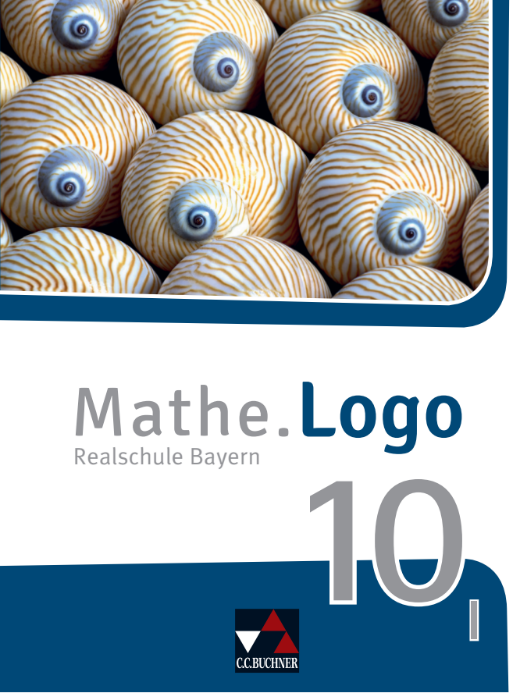 Mathe.Logo
Realschule Bayern
10
I
C.C.BUCHNER